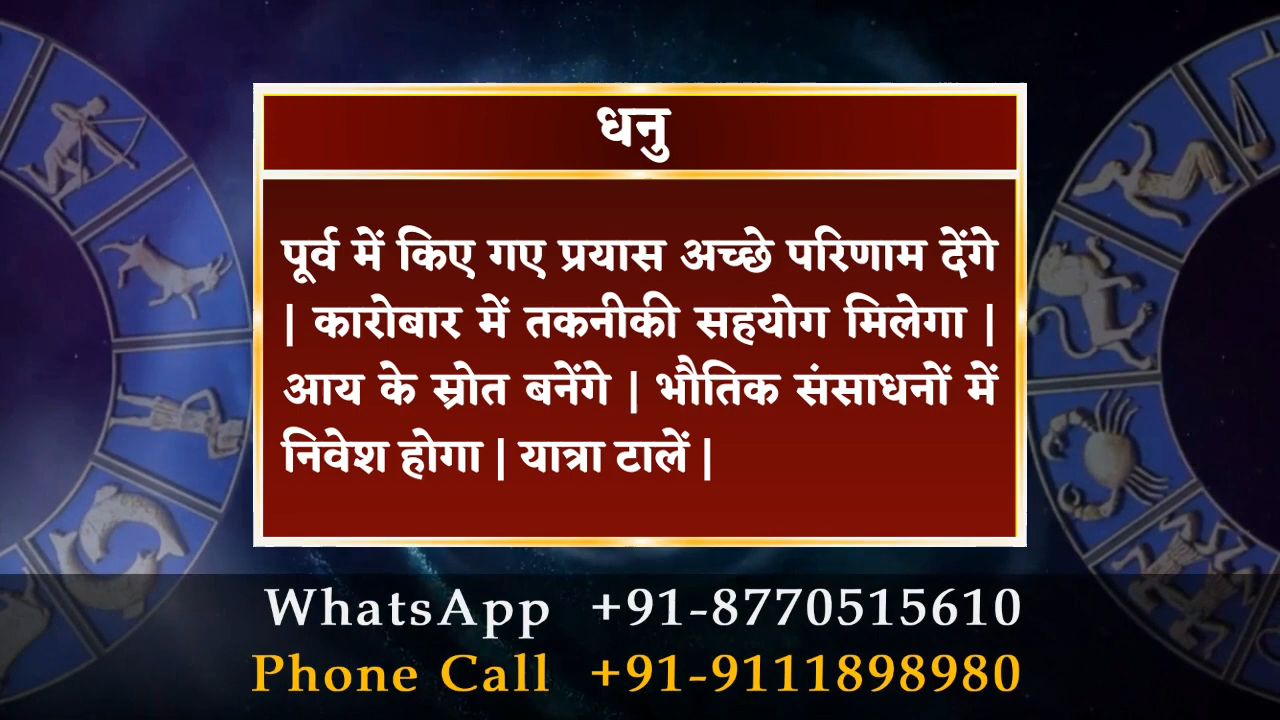 धनु
पूर्व में किए गए प्रयास अच्छे परिणाम देंगे
| कारोबार में तकनीकी सहयोग मिलेगा |
आय के स्रोत बनेंगे | भौतिक संसाधनों में
निवेश होगा | यात्रा टालें |
WhatsApp +91-8770515610
Phone Call +91-9111898980